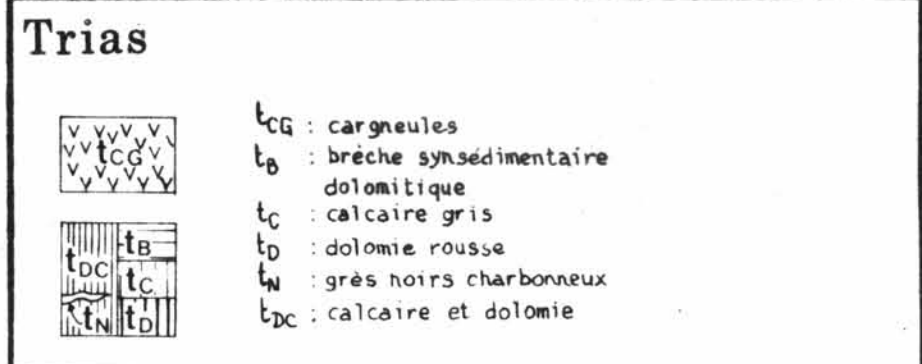 Trias
tCG
tCG : cargneules
tB : brèche synsédimentaire
dolomitique
tC : calcaire gris
tD : dolomie rousse
tN : grès noirs charbonneux
tDC : calcaire et dolomie
tDC
tB
tC
tN
tD